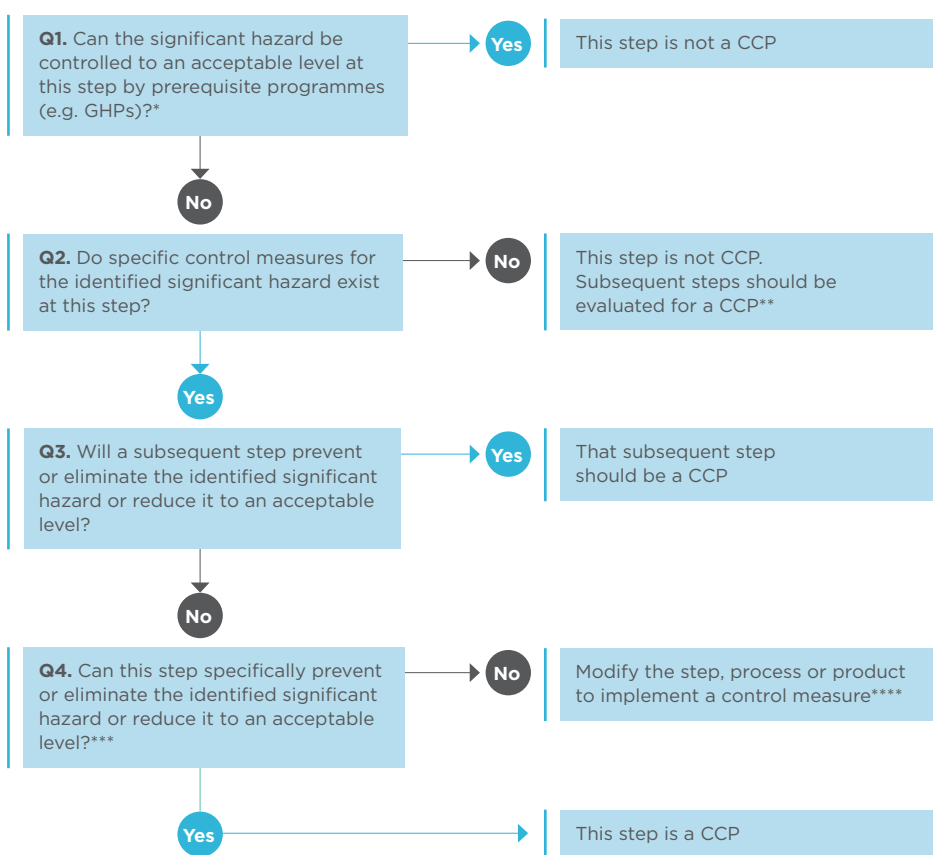 Q1. Can the significant hazard be
controlled to an acceptable level at
this step by prerequisite programmes
(e.g. GHPs)?*
Yes
This step is not a CCP
No
Q2. Do specific control measures for
the identified significant hazard exist
at this step?
No
This step is not CCP.
Subsequent steps should be
evaluated for a CCP**
Yes
Q3. Will a subsequent step prevent
or eliminate the identified significant
hazard or reduce it to an acceptable
level?
Yes
That subsequent step
should be a CCP
No
Q4. Can this step specifically prevent
or eliminate the identified significant
hazard or reduce it to an acceptable
level?***
No
Modify the step, process or product
to implement a control measure****
Yes
This step is a CCP